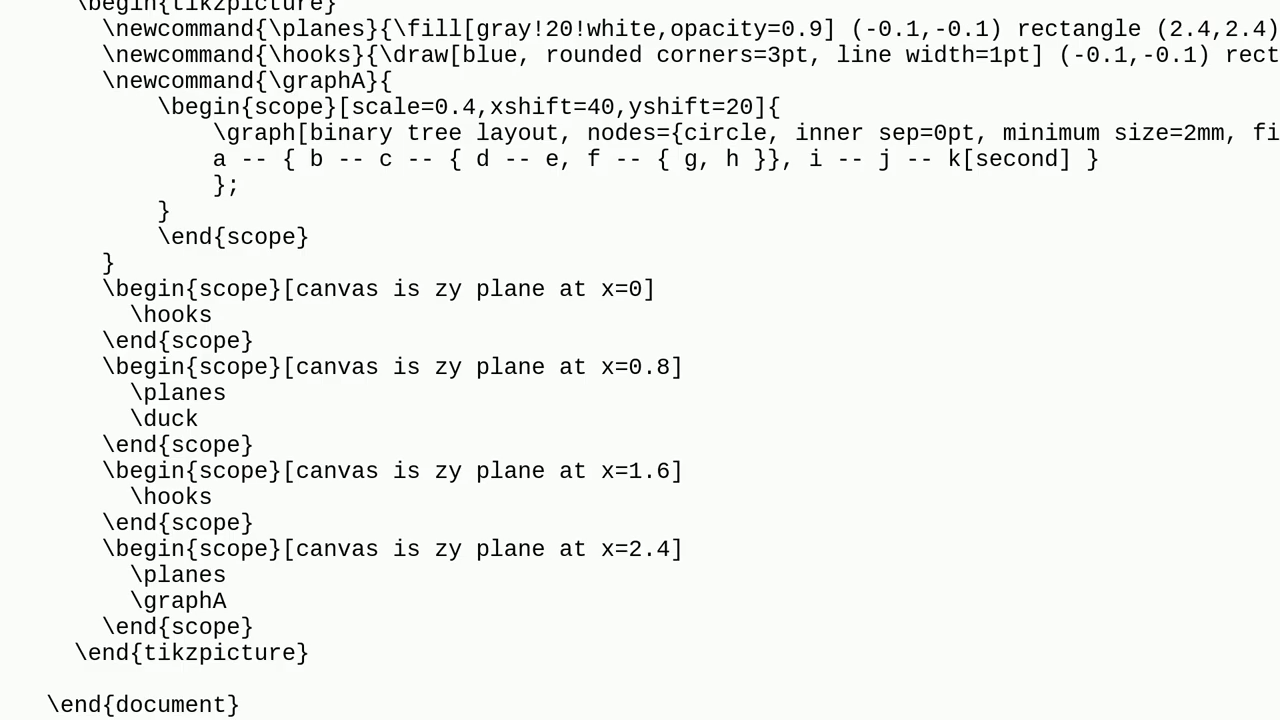 \begin{tikzpicture}
\newcommand{\planes}{\fill[gray!20!white,opacity=0.9] (-0.1,-0.1) rectangle (2.4,2.4)
\newcommand{\hooks}{\draw[blue, rounded corners=3pt, line width=1pt] (-0.1,-0.1) rect
\newcommand{\graphA}{
\begin{scope}[scale=0.4,xshift=40,yshift=20]{
\graph[binary tree layout, nodes={circle, inner sep=0pt, minimum size=2mm, fi
a -- { b -- c -- { d -- e, f -- { g, h }}, i -- j -- k[second] }
};
}
\end{scope}
}
\begin{scope}[canvas is zy plane at x=0]
\hooks
\end{scope}
\begin{scope}[canvas is zy plane at x=0.8]
\planes
\duck
\end{scope}
\begin{scope}[canvas is zy plane at x=1.6]
\hooks
\end{scope}
\begin{scope}[canvas is zy plane at x=2.4]
\planes
\graphA
\end{scope}
\end{tikzpicture}
\end{document}